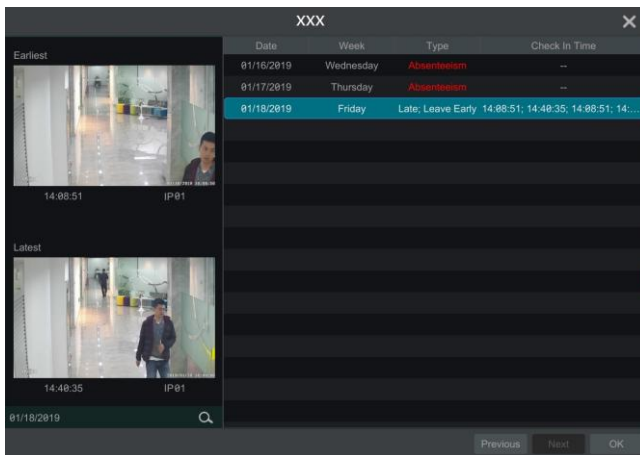 XXX
Earliest
14:08:51 IP01
Latest
14:40:35 IP01
01/18/2019
Date Week Type Check In Time
01/16/2019 Wednesday Absenteeism --
01/17/2019 Thursday Absenteeism --
01/18/2019 Friday Late; Leave Early 14:08:51; 14:40:35; 14:08:51; 14:...
Previous Next OK